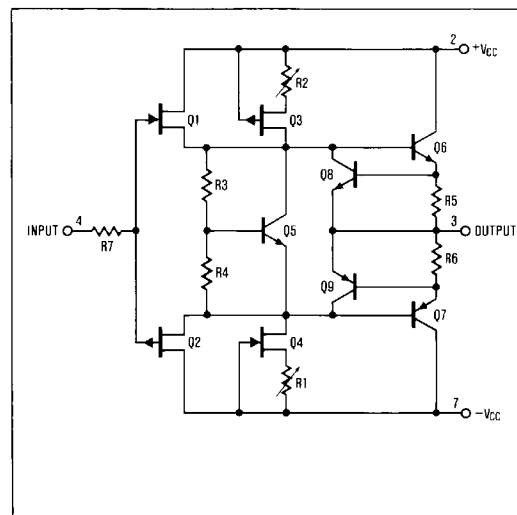 2
+VCC
R2
Q1
Q3
Q6
Q8
R3
R5
INPUT
4
R7
Q5
3
OUTPUT
R4
R6
Q9
Q2
Q4
Q7
R1
7
−VCC